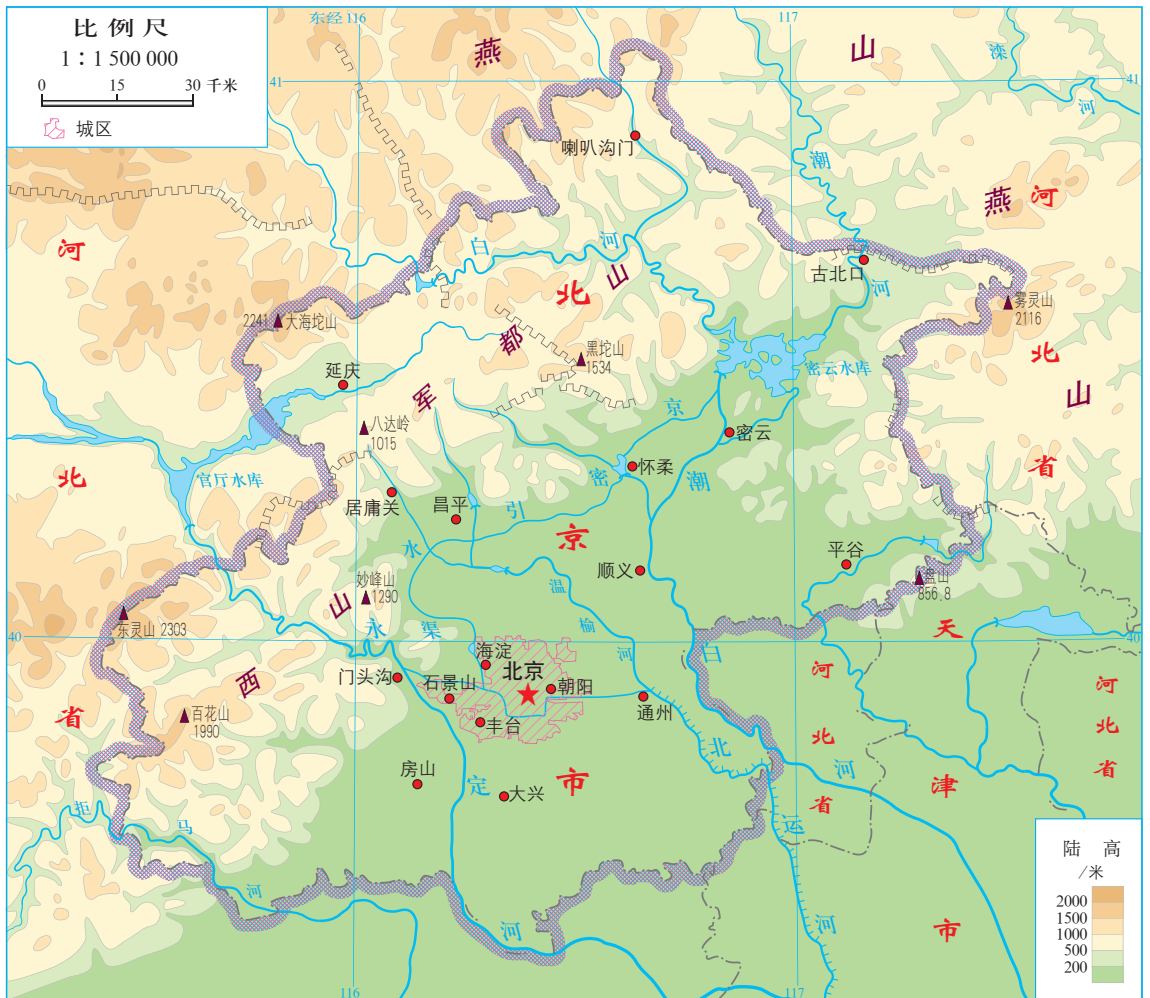 比例尺
1：1 500 000
0 15 30 千米
城区
东经116
117
41
41
燕
山
滦
河
喇叭沟门
潮
燕
河
河
白
河
山
北
古北口
河
雾灵山
2116
2241
大海坨山
都
黑坨山
1534
北
密云水库
延庆
军
山
京
八达岭
1015
密云
北
官厅水库
怀柔
密
潮
省
居庸关
昌平
引
京
水
平谷
顺义
妙峰山
1290
温
盘山
856.8
山
东灵山 2303
永
渠
榆
天
40
40
海淀
河
白
河
门头沟
石景山
北京
朝阳
西
河
百花山
1990
通州
省
丰台
北
北
北
河
房山
定
市
津
省
大兴
省
拒
马
运
河
河
河
市
116
117
陆高
/米
2000
1500
1000
500
200